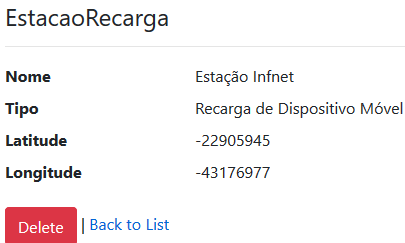 EstacaoRecarga
Nome Estação Infnet
Tipo Recarga de Dispositivo Móvel
Latitude -22905945
Longitude -43176977
Delete | Back to List